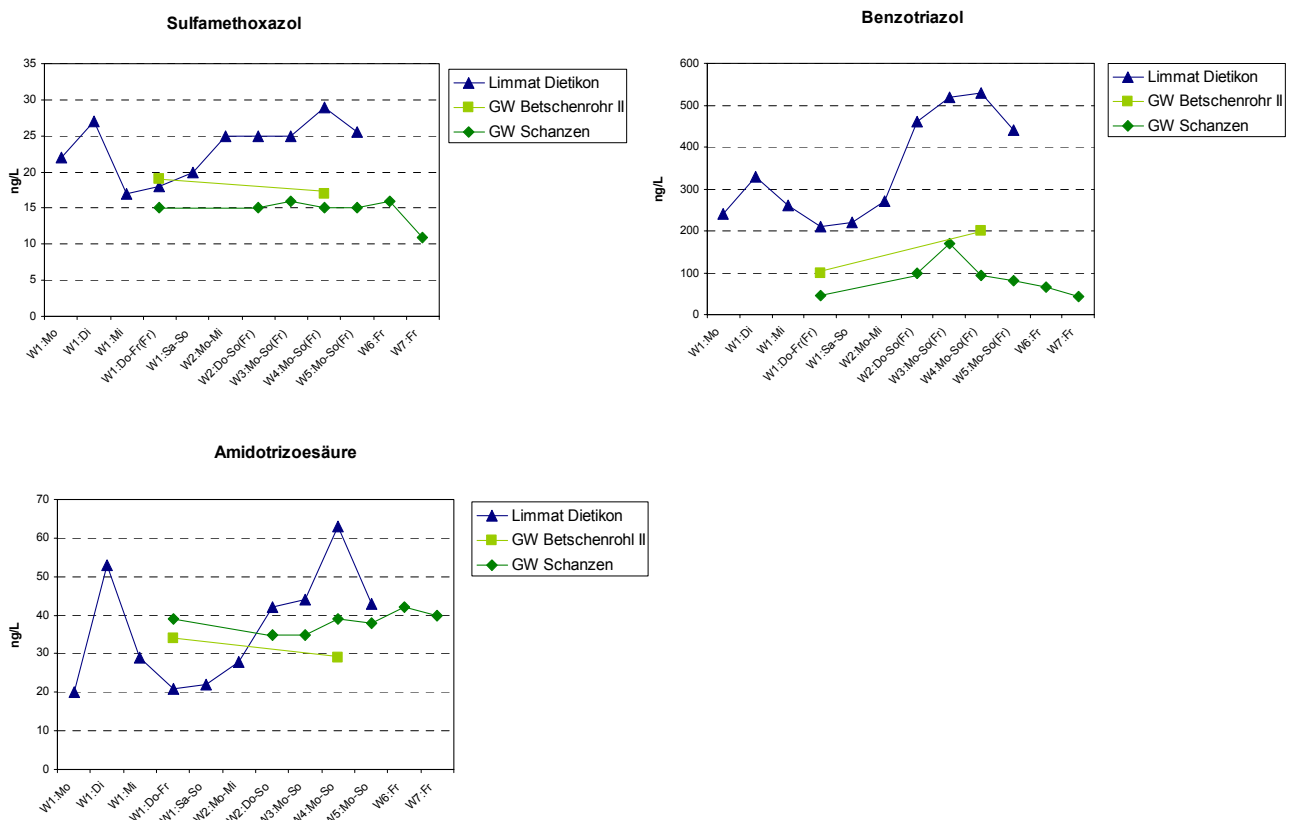 Sulfamethoxazol
35
30
25
20
15
10
5
0
ng/L
W1:Mo
W1:Di
W1:Mi
W1:Do-Fr(Fr)
W1:Sa-So
W2:Mo-Mi
W2:Do-So(Fr)
W3:Mo-So(Fr)
W4:Mo-So(Fr)
W5:Mo-So(Fr)
W6:Fr
W7:Fr
Limmat Dietikon
GW Betschenrohr II
GW Schanzen
Benzotriazol
600
500
400
300
200
100
0
ng/L
W1:Mo
W1:Di
W1:Mi
W1:Do-Fr(Fr)
W1:Sa-So
W2:Mo-Mi
W2:Do-So(Fr)
W3:Mo-So(Fr)
W4:Mo-So(Fr)
W5:Mo-So(Fr)
W6:Fr
W7:Fr
Limmat Dietikon
GW Betschenrohr II
GW Schanzen
Amidotrizoesäure
70
60
50
40
30
20
10
0
ng/L
W1:Mo
W1:Di
W1:Mi
W1:Do-Fr
W1:Sa-So
W2:Mo-Mi
W2:Do-So
W3:Mo-So
W4:Mo-So
W5:Mo-So
W6:Fr
W7:Fr
Limmat Dietikon
GW Betschenrohl II
GW Schanzen